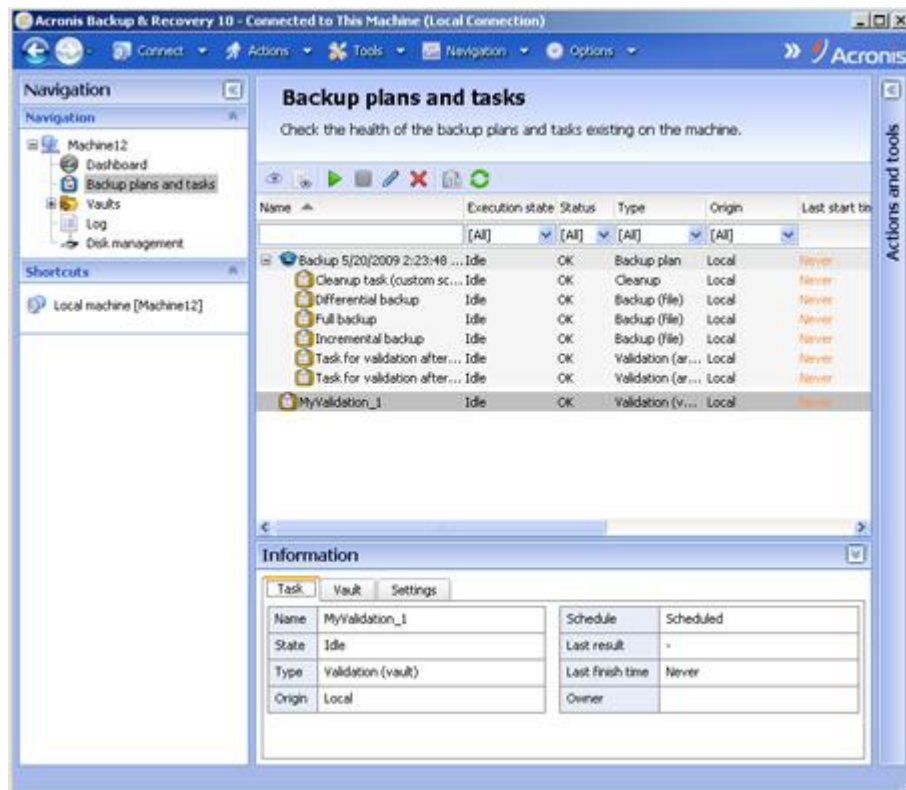 Acronis Backup & Recovery 10 - Connected to This Machine (Local Connection)
Connect Actions Tools Navigation Options » Acronis
Navigation
Navigation
Machine12
Dashboard
Backup plans and tasks
Vaults
Log
Disk management
Shortcuts
Local machine [Machine12]
Backup plans and tasks
Check the health of the backup plans and tasks existing on the machine.
Name Execution state Status Type Origin Last start tin
[All] [All] [All] [All]
Backup 5/20/2009 2:23:48 ... Idle OK Backup plan Local Never
Cleanup task (custom sc... Idle OK Cleanup Local Never
Differential backup Idle OK Backup (file) Local Never
Full backup Idle OK Backup (file) Local Never
Incremental backup Idle OK Backup (file) Local Never
Task for validation after... Idle OK Validation (ar... Local Never
Task for validation after... Idle OK Validation (ar... Local Never
MyValidation_1 Idle OK Validation (v... Local Never
Information
Task Vault Settings
Name MyValidation_1 Schedule Scheduled
State Idle Last result -
Type Validation (vault) Last finish time Never
Origin Local Owner
Actions and tools